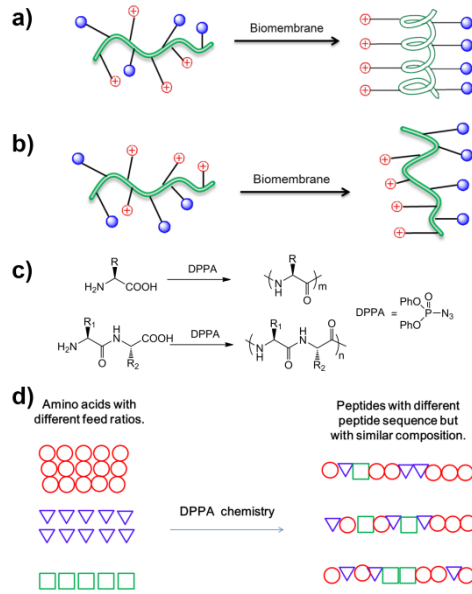 a)
Biomembrane
b)
Biomembrane
c)
R
H₂N COOH
DPPA
R
N
H
O
m
R₁
H₂N
O
H
N COOH
R₂
DPPA
R₁
N
H
O
H
N
O
R₂
n
DPPA = PhO O
P N₃
PhO
d)
Amino acids with
different feed ratios.
Peptides with different
peptide sequence but
with similar composition.
DPPA chemistry